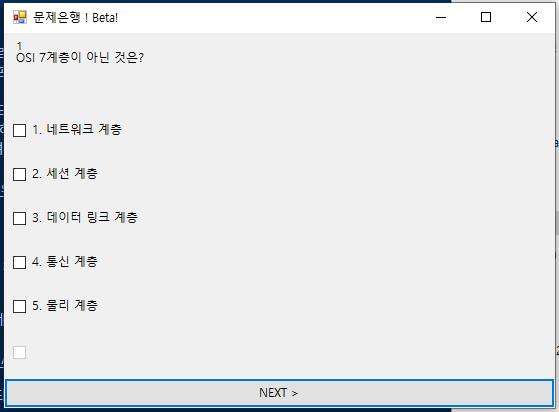 문제은행 ! Beta!
1
OSI 7계층이 아닌 것은?
1. 네트워크 계층
2. 세션 계층
3. 데이터 링크 계층
4. 통신 계층
5. 물리 계층
NEXT >